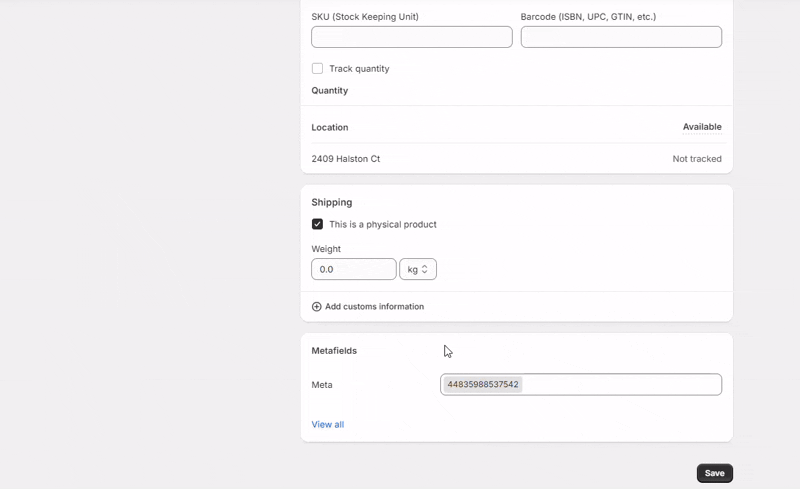 SKU (Stock Keeping Unit) Barcode (ISBN, UPC, GTIN, etc.)
Track quantity
Quantity
Location Available
2409 Halston Ct Not tracked
Shipping
This is a physical product
Weight
0.0 kg
Add customs information
Metafields
Meta 44835988537542
View all
Save